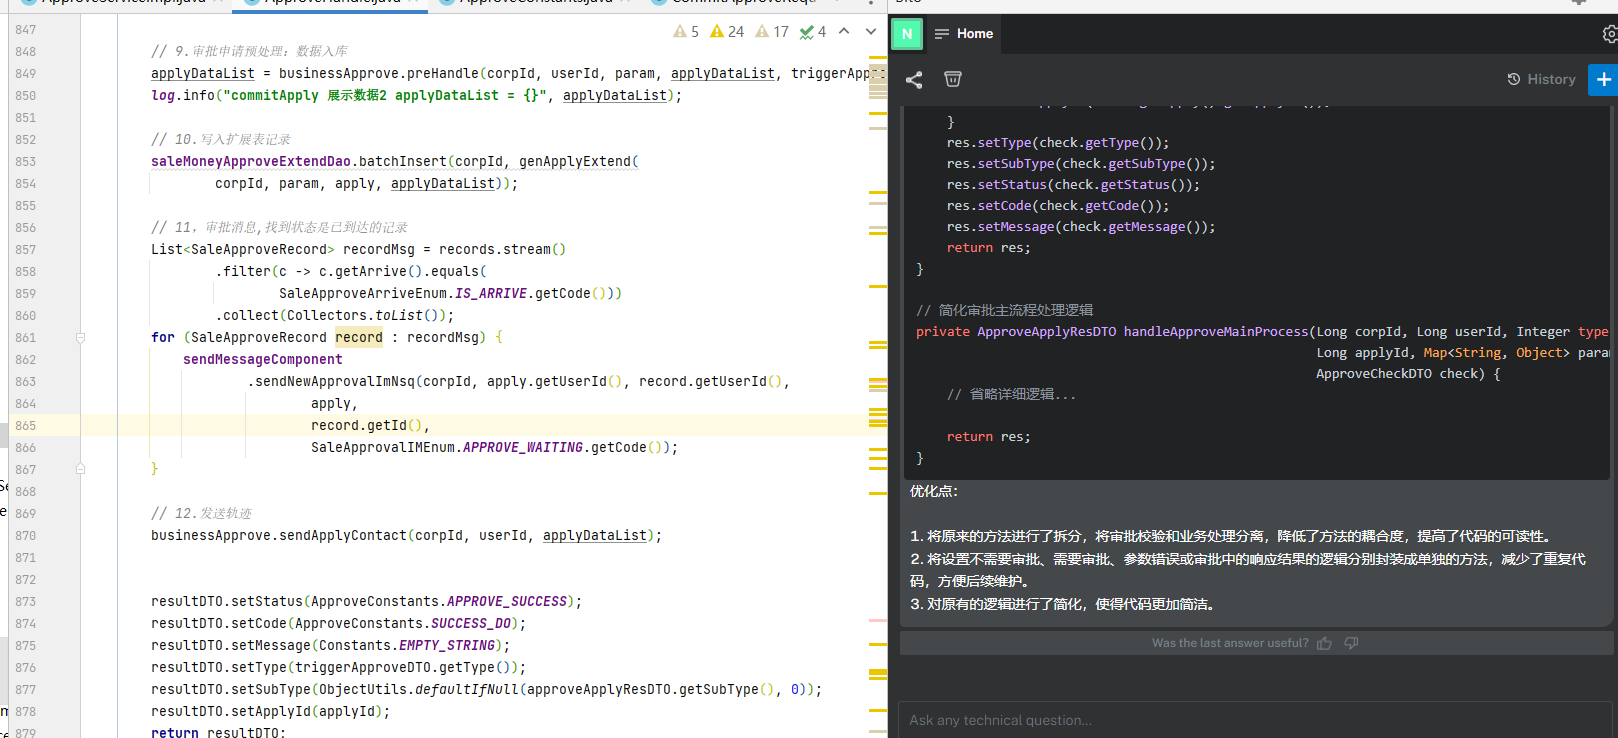 847
848 // 9.审批申请预处理：数据入库
849 applyDataList = businessApprove.preHandle(corpId, userId, param, applyDataList, triggerAppr
850 log.info("commitApply 展示数据2 applyDataList = {}", applyDataList);
851
852 // 10.写入扩展表记录
853 saleMoneyApproveExtendDao.batchInsert(corpId, genApplyExtend(
854 corpId, param, apply, applyDataList));
855
856 // 11，审批消息,找到状态是已到达的记录
857 List<SaleApproveRecord> recordMsg = records.stream()
858 .filter(c -> c.getArrive().equals(
859 SaleApproveArriveEnum.IS_ARRIVE.getCode()))
860 .collect(Collectors.toList());
861 for (SaleApproveRecord record : recordMsg) {
862 sendMessageComponent
863 .sendNewApprovalImNsq(corpId, apply.getUserId(), record.getUserId(),
864 apply,
865 record.getId(),
866 SaleApprovalIMEnum.APPROVE_WAITING.getCode());
867 }
868
869 // 12.发送轨迹
870 businessApprove.sendApplyContact(corpId, userId, applyDataList);
871
872
873 resultDTO.setStatus(ApproveConstants.APPROVE_SUCCESS);
874 resultDTO.setCode(ApproveConstants.SUCCESS_DO);
875 resultDTO.setMessage(Constants.EMPTY_STRING);
876 resultDTO.setType(triggerApproveDTO.getType());
877 resultDTO.setSubType(ObjectUtils.defaultIfNull(approveApplyResDTO.getSubType(), 0));
878 resultDTO.setApplyId(applyId);
879 return resultDTO;
5 24 17 4
N
Home
History
}
res.setType(check.getType());
res.setSubType(check.getSubType());
res.setStatus(check.getStatus());
res.setCode(check.getCode());
res.setMessage(check.getMessage());
return res;
}
// 简化审批主流程处理逻辑
private ApproveApplyResDTO handleApproveMainProcess(Long corpId, Long userId, Integer type
Long applyId, Map<String, Object> para
ApproveCheckDTO check) {
// 省略详细逻辑...
return res;
}
优化点：
1. 将原来的方法进行了拆分，将审批校验和业务处理分离，降低了方法的耦合度，提高了代码的可读性。
2. 将设置不需要审批、需要审批、参数错误或审批中的响应结果的逻辑分别封装成单独的方法，减少了重复代
码，方便后续维护。
3. 对原有的逻辑进行了简化，使得代码更加简洁。
Was the last answer useful?
Ask any technical question...